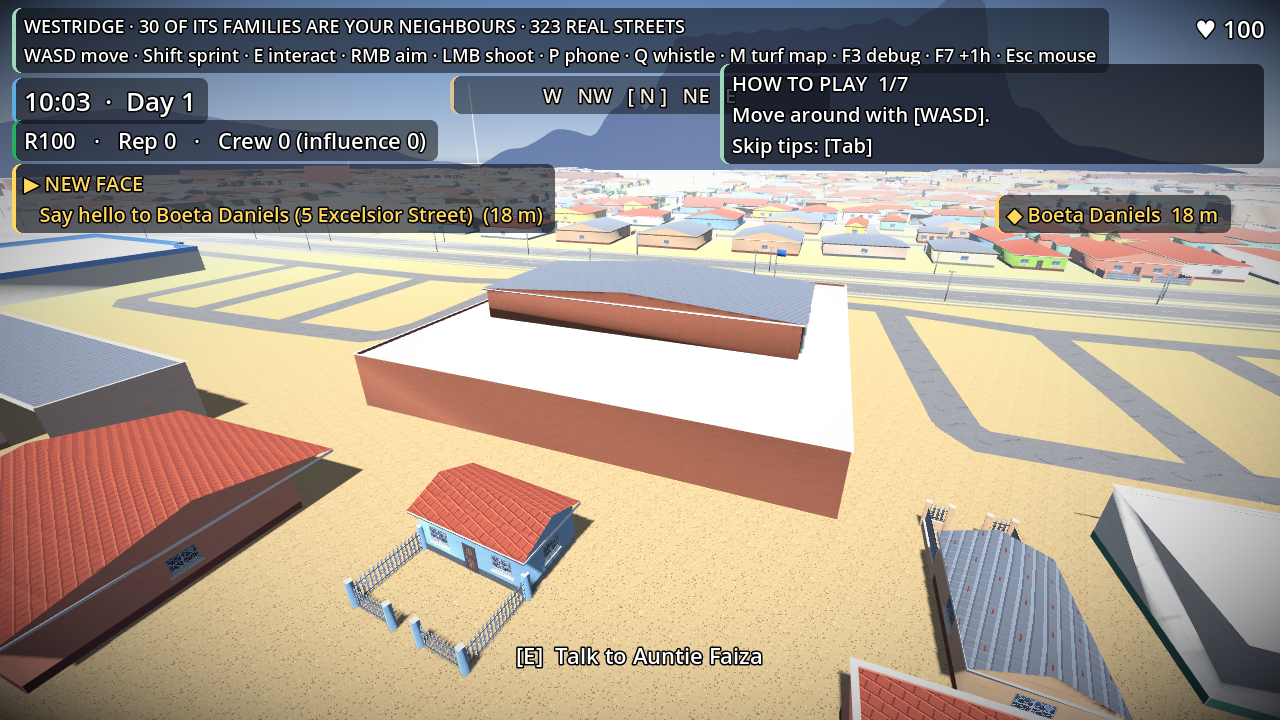 WESTRIDGE · 30 OF ITS FAMILIES ARE YOUR NEIGHBOURS · 323 REAL STREETS
WASD move · Shift sprint · E interact · RMB aim · LMB shoot · P phone · Q whistle · M turf map · F3 debug · F7 +1h · Esc mouse
♥ 100
10:03 · Day 1
W NW [ N ] NE E
HOW TO PLAY 1/7
Move around with [WASD].
Skip tips: [Tab]
R100 · Rep 0 · Crew 0 (influence 0)
▶ NEW FACE
Say hello to Boeta Daniels (5 Excelsior Street) (18 m)
◆ Boeta Daniels 18 m
[E] Talk to Auntie Faiza